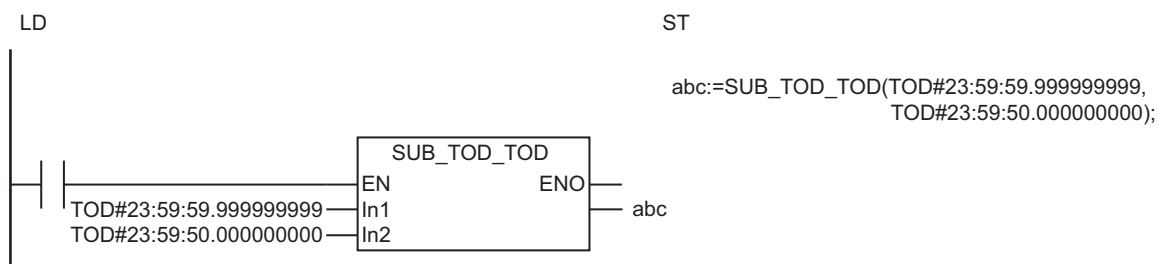 LD
ST
abc:=SUB_TOD_TOD(TOD#23:59:59.999999999,
TOD#23:59:50.000000000);
SUB_TOD_TOD
EN ENO
TOD#23:59:59.999999999 In1 abc
TOD#23:59:50.000000000 In2